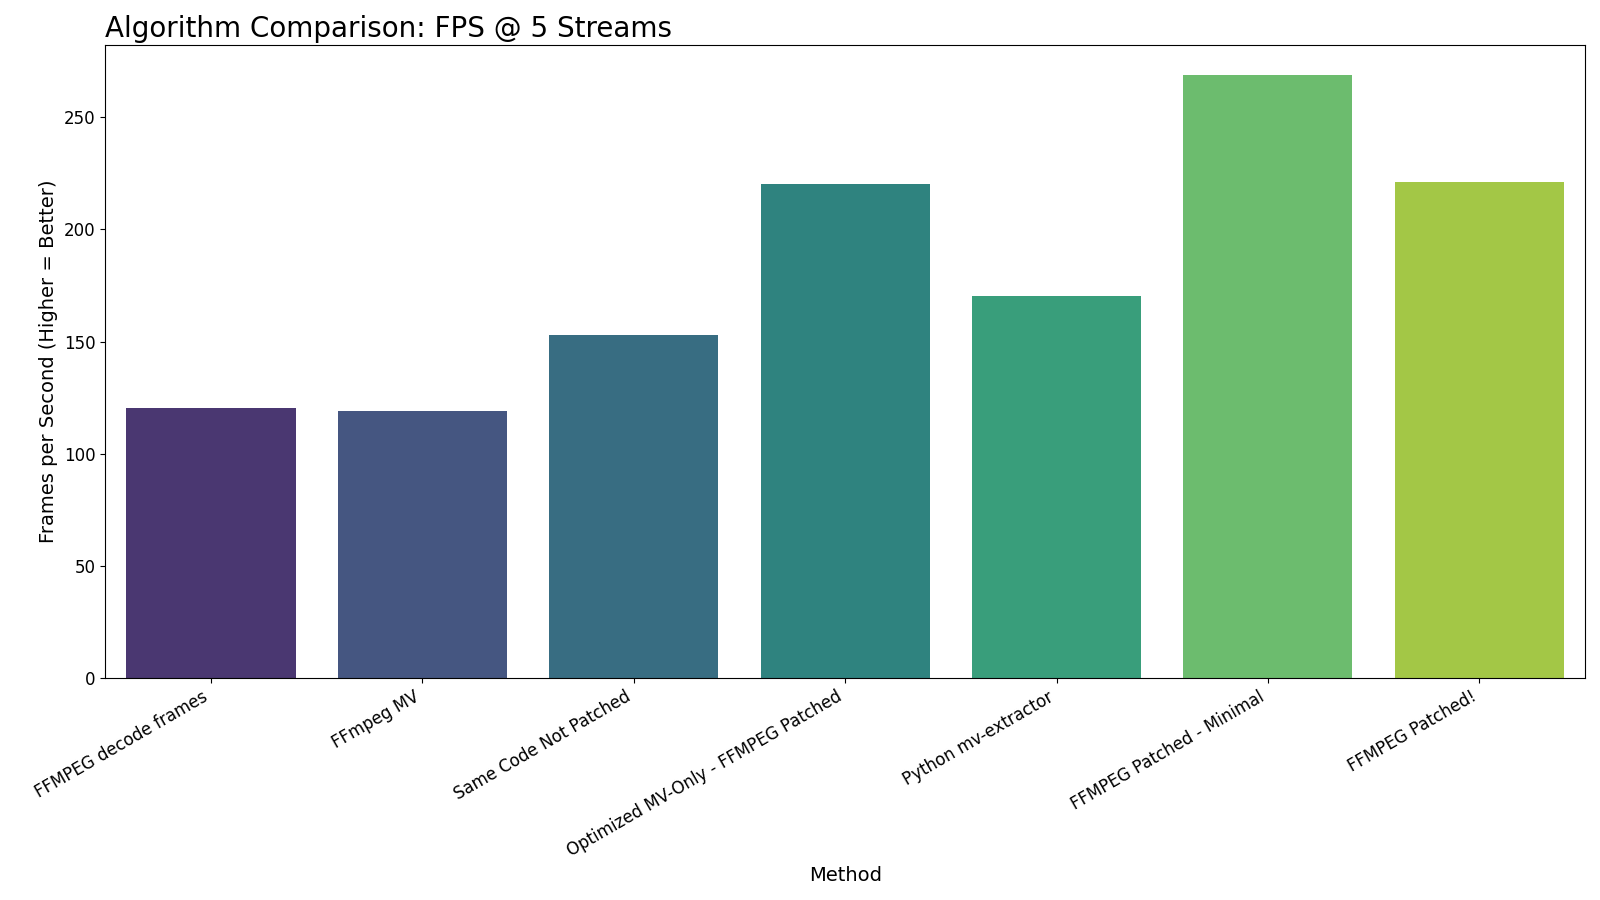 Algorithm Comparison: FPS @ 5 Streams
Frames per Second (Higher = Better)
250
200
150
100
50
0
FFMPEG decode frames
FFmpeg MV
Same Code Not Patched
Optimized MV-Only - FFMPEG Patched
Python mv-extractor
FFMPEG Patched - Minimal
FFMPEG Patched!
Method